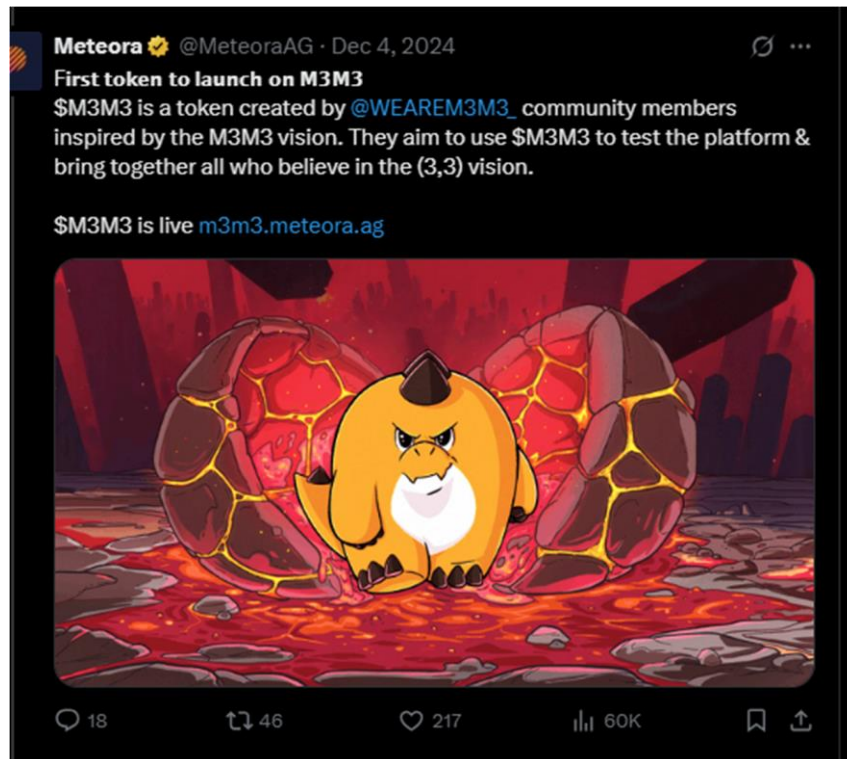 Meteora @MeteoraAG · Dec 4, 2024
First token to launch on M3M3
$M3M3 is a token created by @WEAREM3M3_ community members
inspired by the M3M3 vision. They aim to use $M3M3 to test the platform &
bring together all who believe in the (3,3) vision.
$M3M3 is live m3m3.meteora.ag
18 46 217 60K